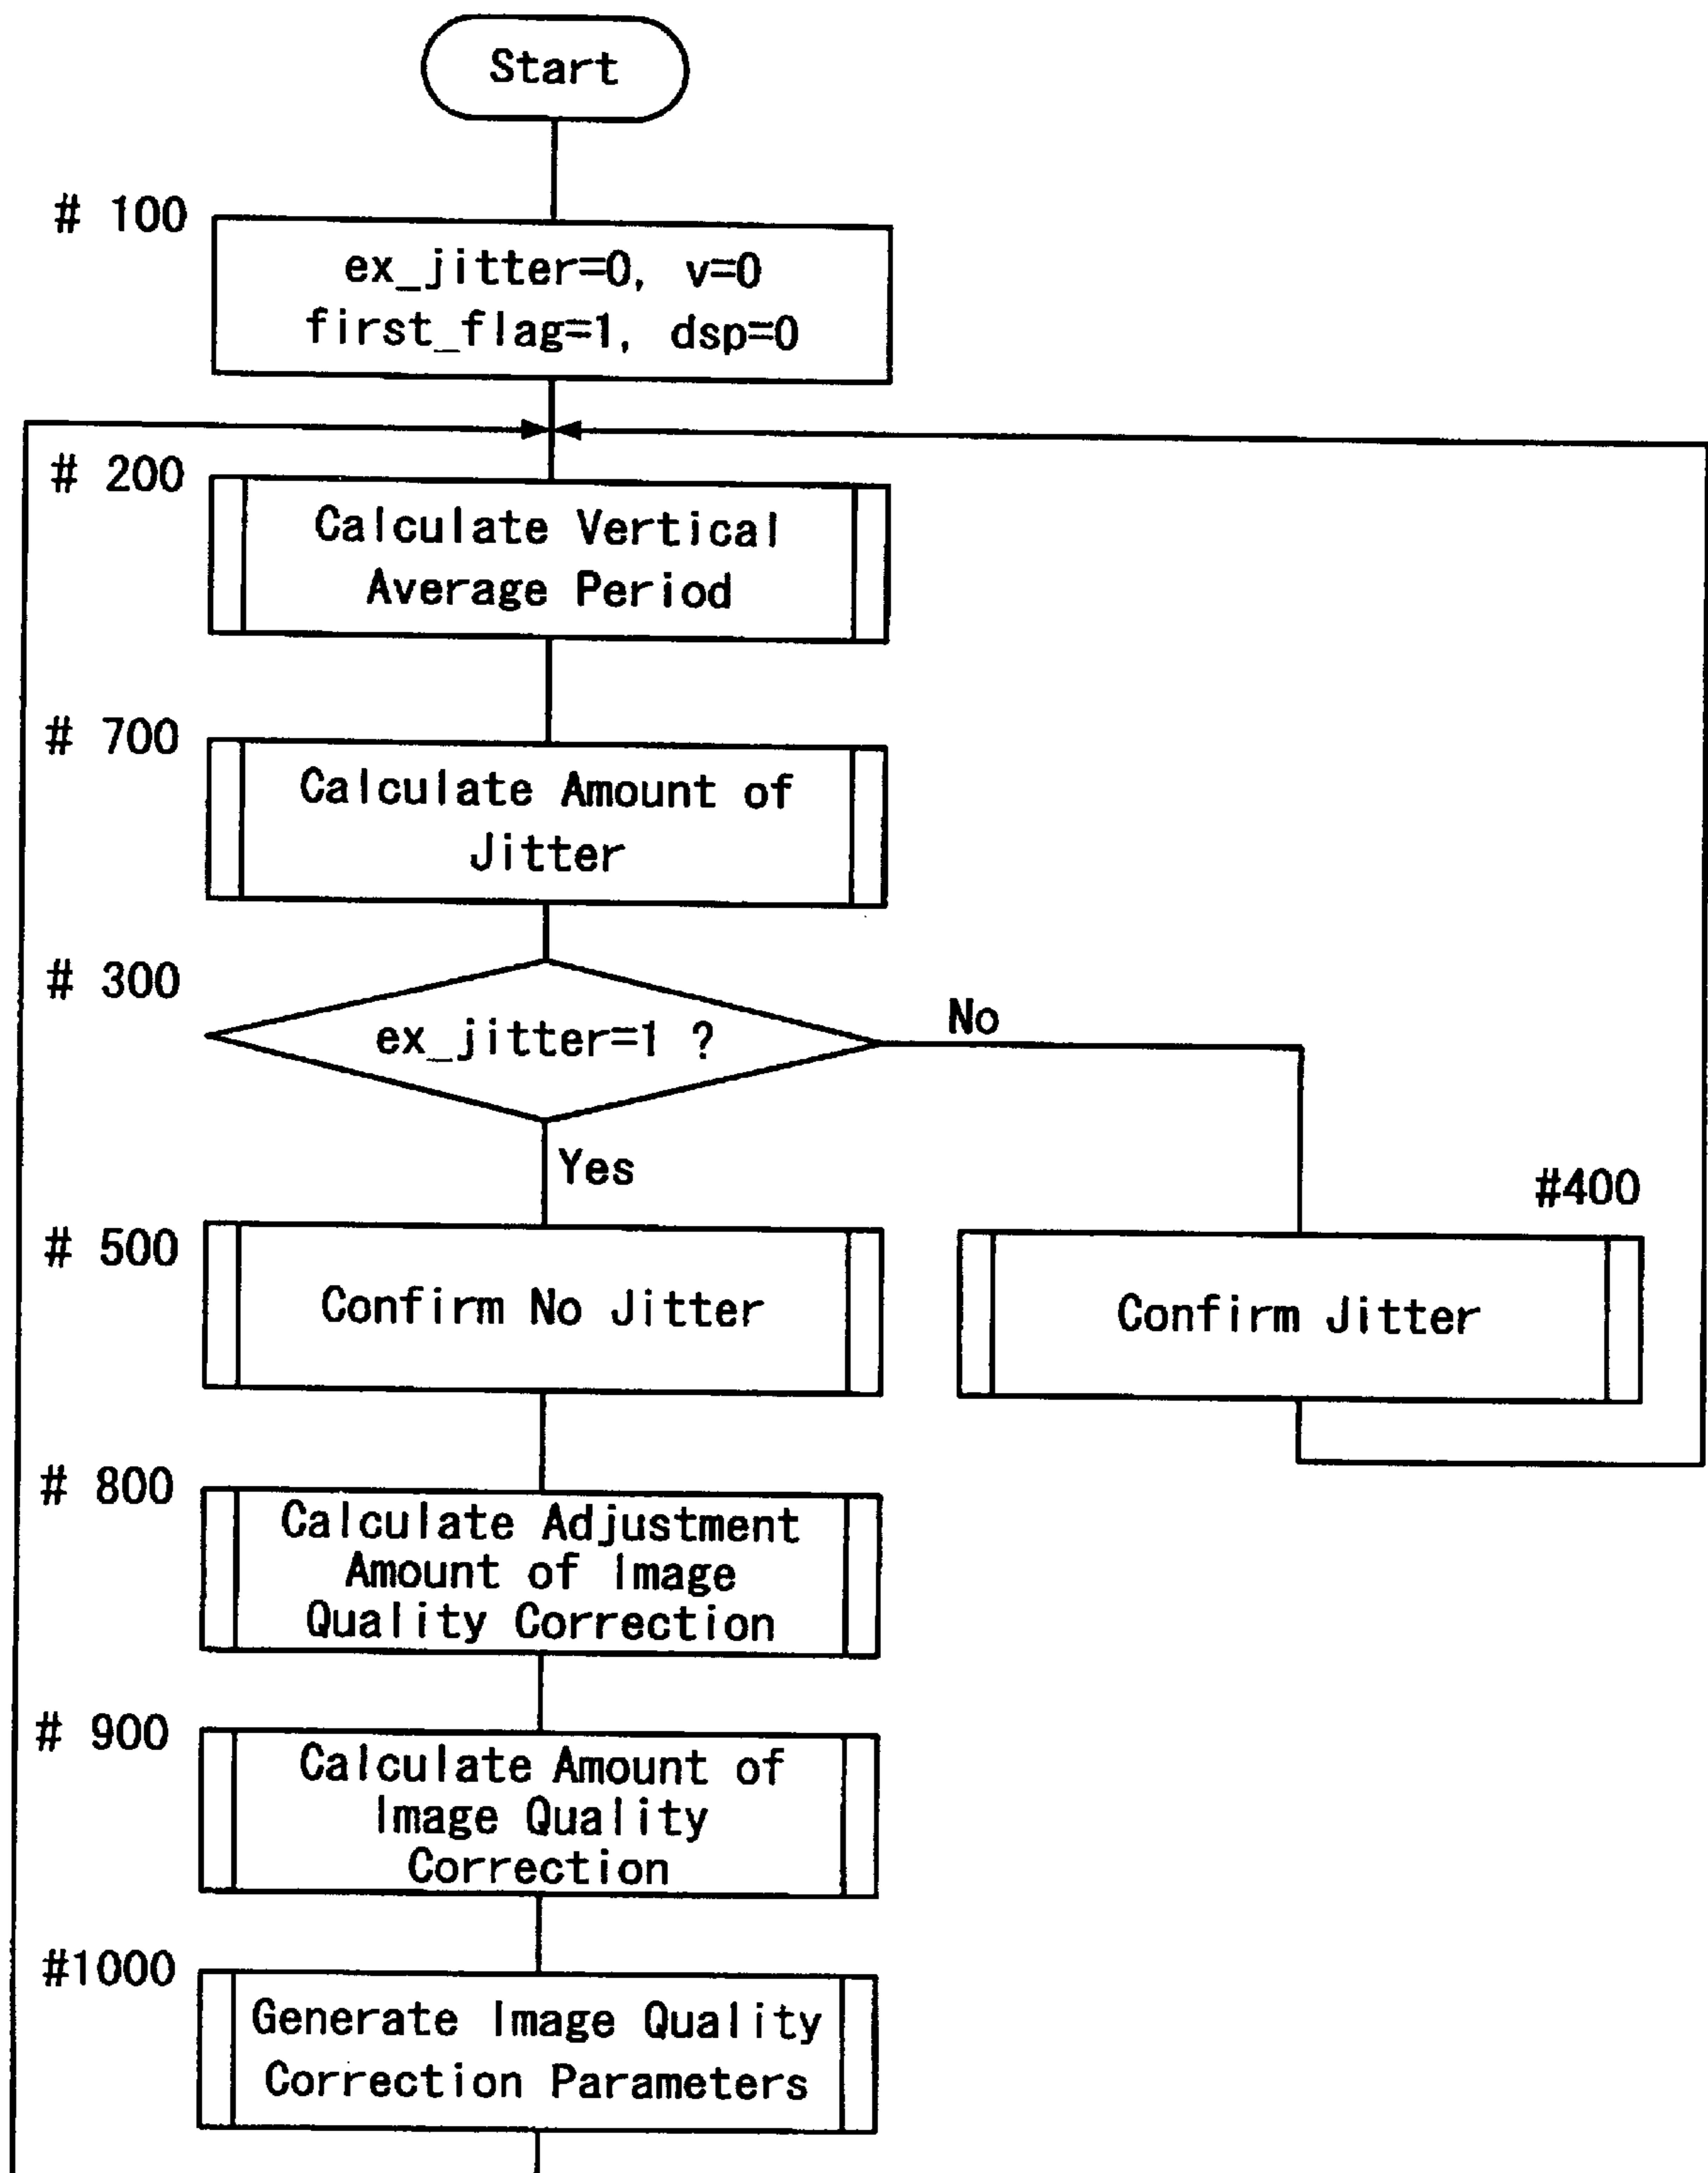 Start
# 100
ex_jitter=0, v=0
first_flag=1, dsp=0
# 200
Calculate Vertical
Average Period
# 700
Calculate Amount of
Jitter
# 300
ex_jitter=1 ?
No
Yes
#400
# 500
Confirm No Jitter
Confirm Jitter
# 800
Calculate Adjustment
Amount of Image
Quality Correction
# 900
Calculate Amount of
Image Quality
Correction
#1000
Generate Image Quality
Correction Parameters